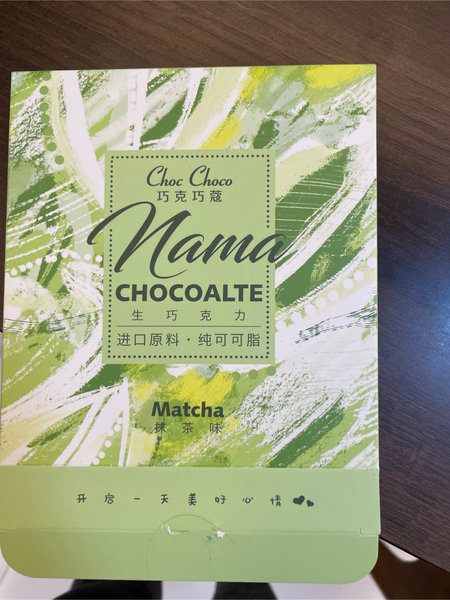 Choc Choco
巧克巧蔻
Nama
CHOCOALTE
生巧克力
进口原料·纯可可脂
Matcha
抹茶味
开启一天美好心情